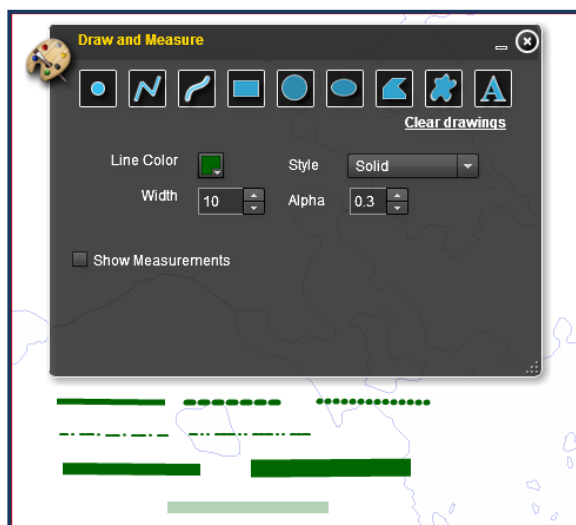 Draw and Measure
A
Clear drawings
Line Color Style Solid
Width 10 Alpha 0.3
Show Measurements